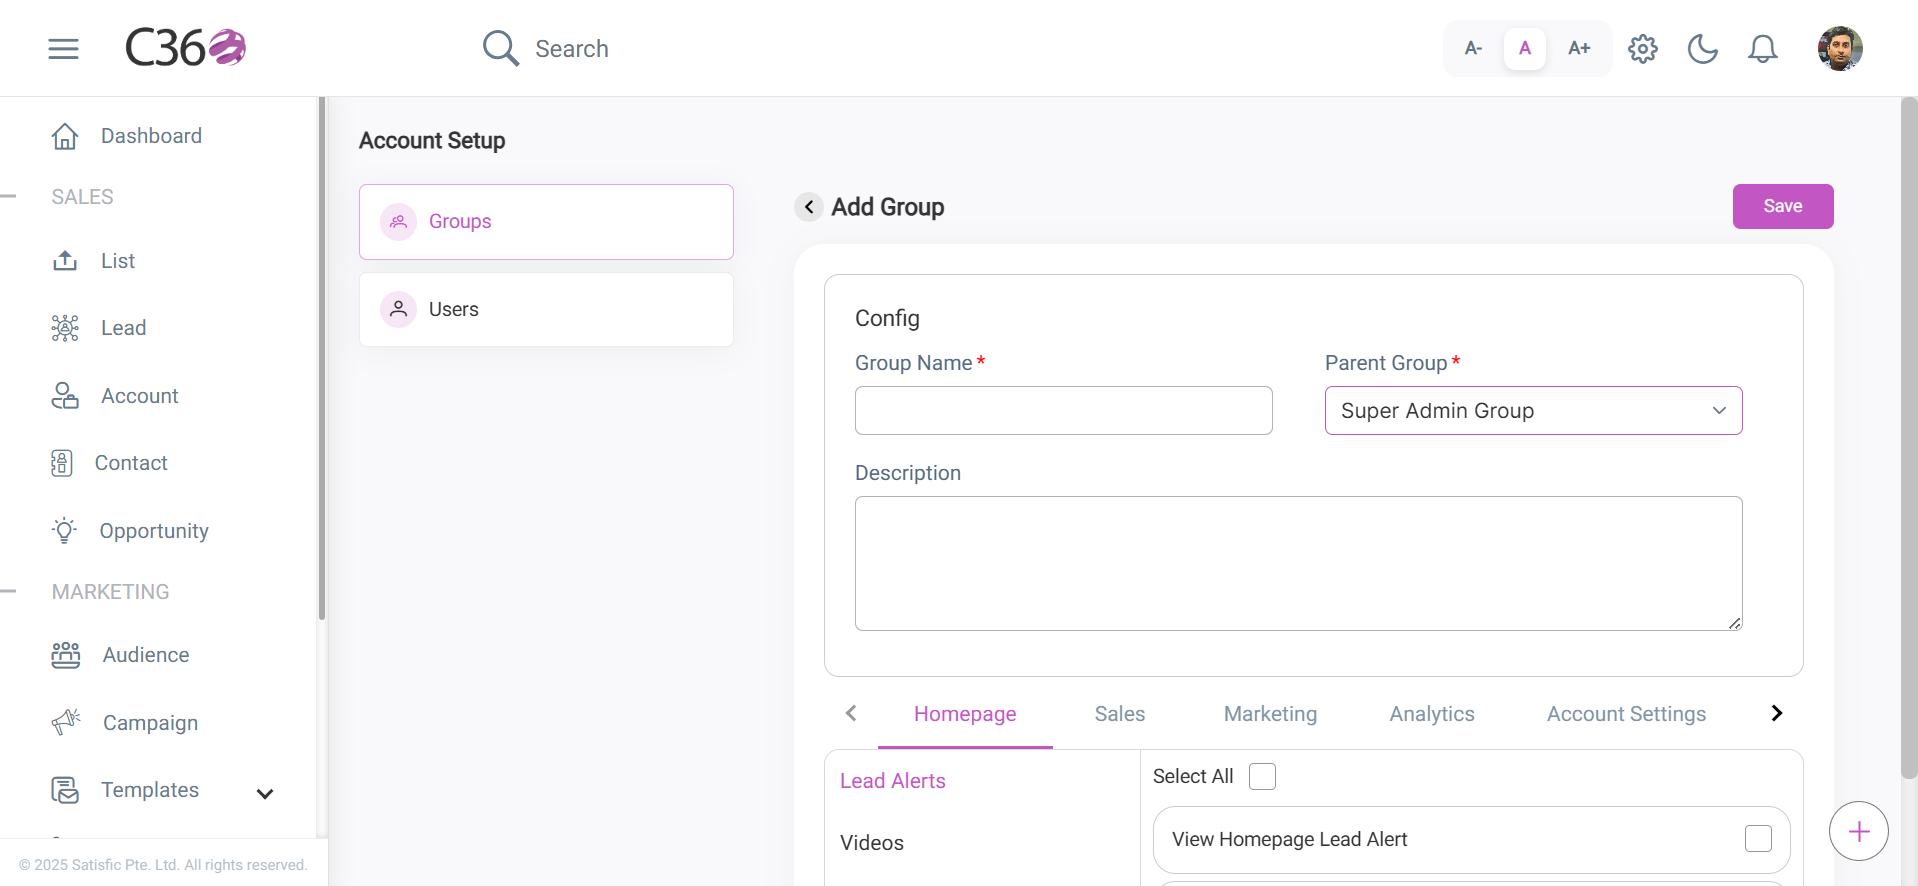 C360
Search
A-
A
A+
Dashboard
SALES
List
Lead
Account
Contact
Opportunity
MARKETING
Audience
Campaign
Templates
© 2025 Satisfic Pte. Ltd. All rights reserved.
Account Setup
Groups
Users
Add Group
Save
Config
Group Name *
Parent Group *
Super Admin Group
Description
Homepage
Sales
Marketing
Analytics
Account Settings
Lead Alerts
Videos
Select All
View Homepage Lead Alert